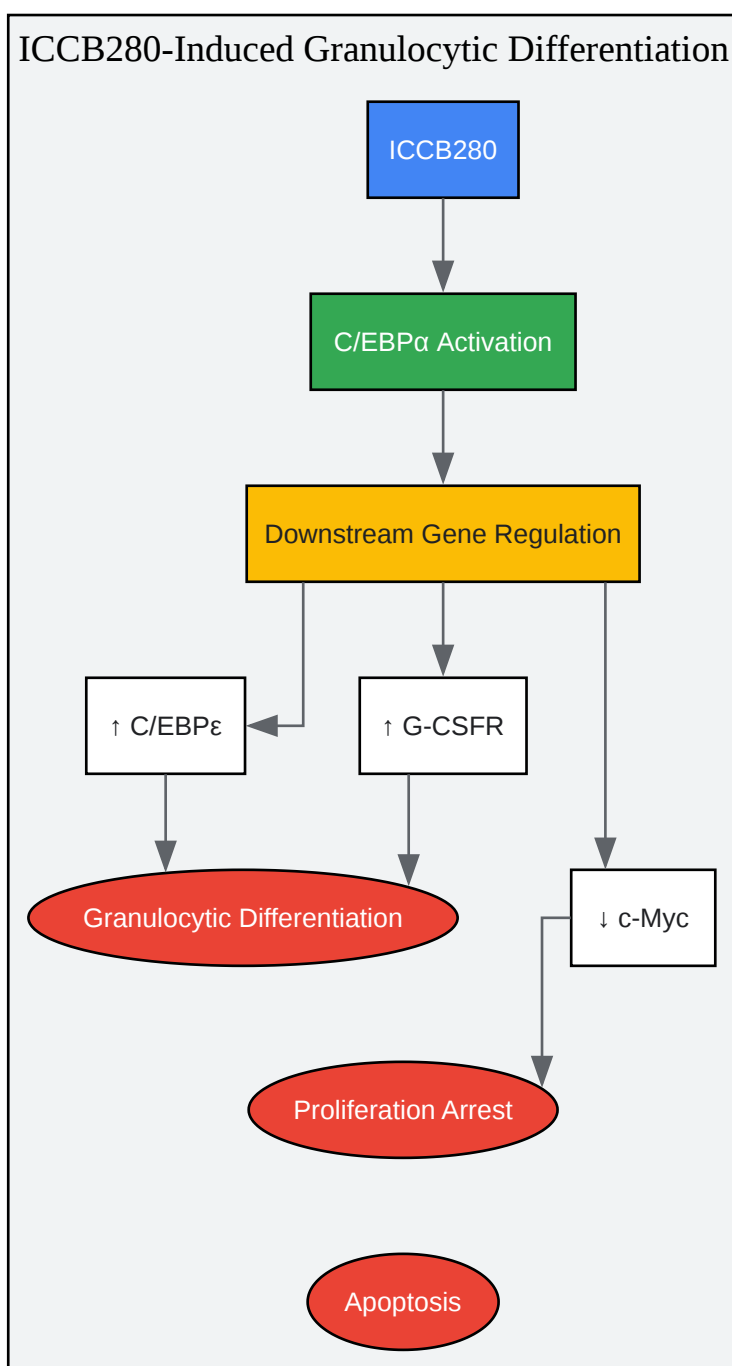 ICCB280-Induced Granulocytic Differentiation
ICCB280
C/EBPα Activation
Downstream Gene Regulation
↑ C/EBPε
↑ G-CSFR
Granulocytic Differentiation
↓ c-Myc
Proliferation Arrest
Apoptosis